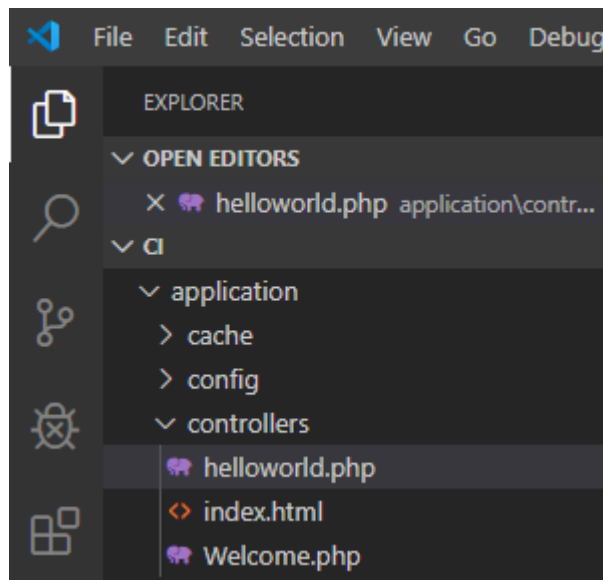 File Edit Selection View Go Debug
EXPLORER
OPEN EDITORS
helloworld.php application\contr...
CI
application
cache
config
controllers
helloworld.php
index.html
Welcome.php